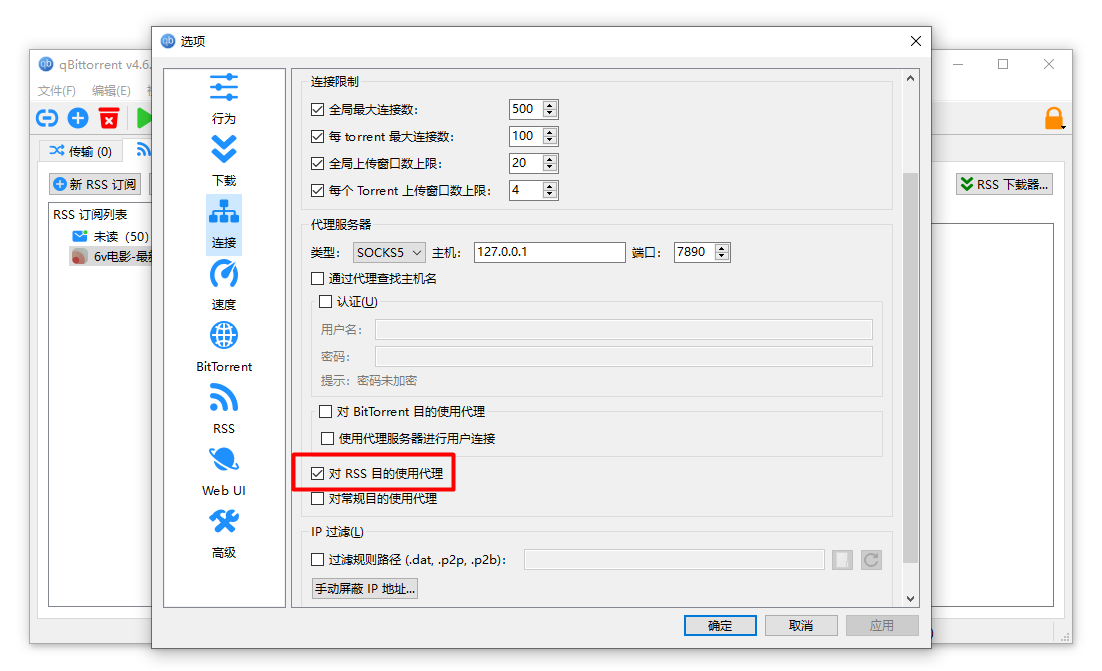 选项
qBittorrent v4.6.
文件(F) 编辑(E)
传输 (0)
新 RSS 订阅
RSS 下载器...
RSS 订阅列表
未读 (50)
6v电影-最
行为
下载
连接
速度
BitTorrent
RSS
Web UI
高级
连接限制
全局最大连接数: 500
每 torrent 最大连接数: 100
全局上传窗口数上限: 20
每个 Torrent 上传窗口数上限: 4
代理服务器
类型: SOCKS5 主机: 127.0.0.1 端口: 7890
通过代理查找主机名
认证(U)
用户名:
密码:
提示: 密码未加密
对 BitTorrent 目的使用代理
使用代理服务器进行用户连接
对 RSS 目的使用代理
对常规目的使用代理
IP 过滤(L)
过滤规则路径 (.dat, .p2p, .p2b):
手动屏蔽 IP 地址...
确定 取消 应用